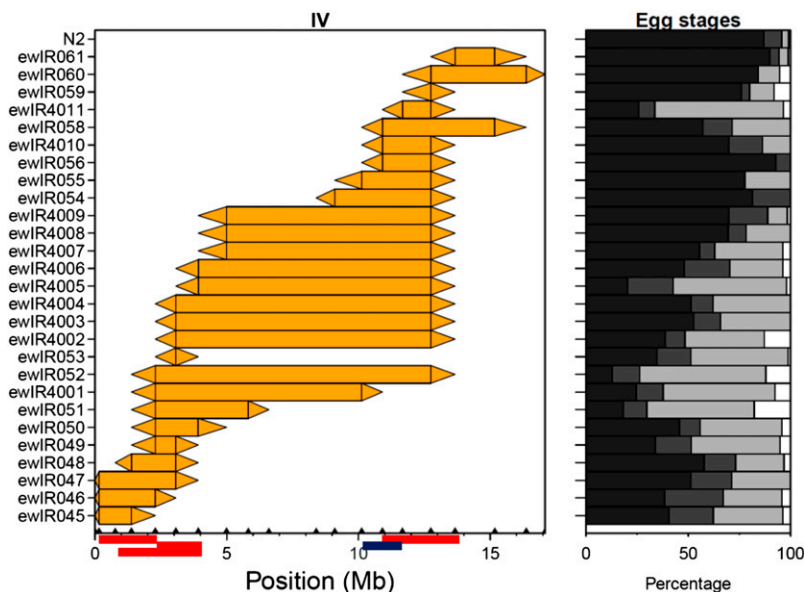 IV Egg stages
N2
ewIR061
ewIR060
ewIR059
ewIR4011
ewIR058
ewIR4010
ewIR056
ewIR055
ewIR054
ewIR4009
ewIR4008
ewIR4007
ewIR4006
ewIR4005
ewIR4004
ewIR4003
ewIR4002
ewIR053
ewIR052
ewIR4001
ewIR051
ewIR050
ewIR049
ewIR048
ewIR047
ewIR046
ewIR045
0 5 10 15 0 50 100
Position (Mb) Percentage